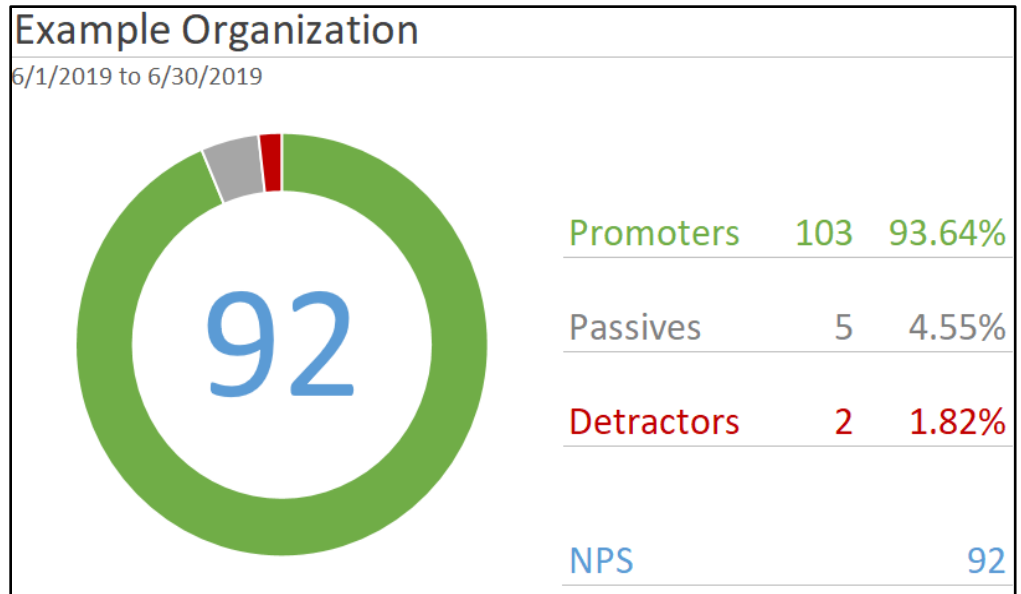 Example Organization
6/1/2019 to 6/30/2019
92
Promoters 103 93.64%
Passives 5 4.55%
Detractors 2 1.82%
NPS 92